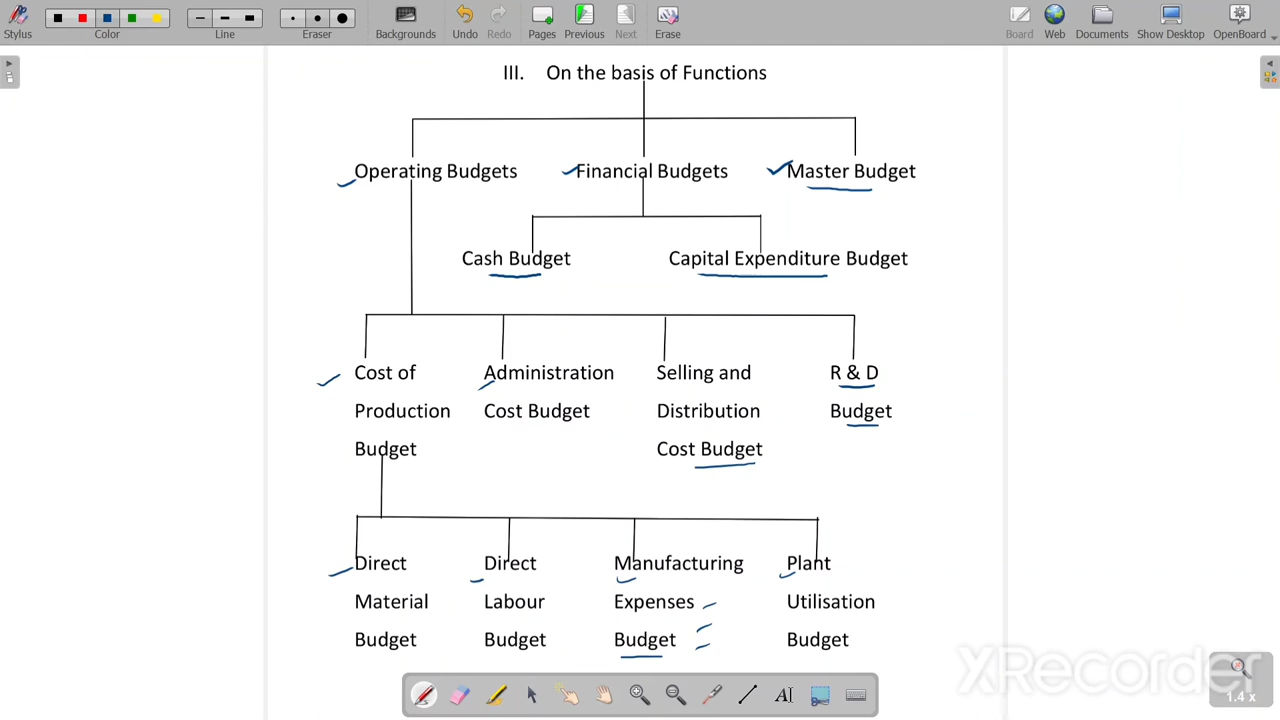 Stylus Color Line Eraser Backgrounds Undo Redo Pages Previous Next Erase Board Web Documents Show Desktop OpenBoard
III. On the basis of Functions
Operating Budgets Financial Budgets Master Budget
Cash Budget Capital Expenditure Budget
Cost of Administration Selling and R & D
Production Cost Budget Distribution Budget
Budget Cost Budget
Direct Direct Manufacturing Plant
Material Labour Expenses Utilisation
Budget Budget Budget Budget
XRecorder
1.4 x